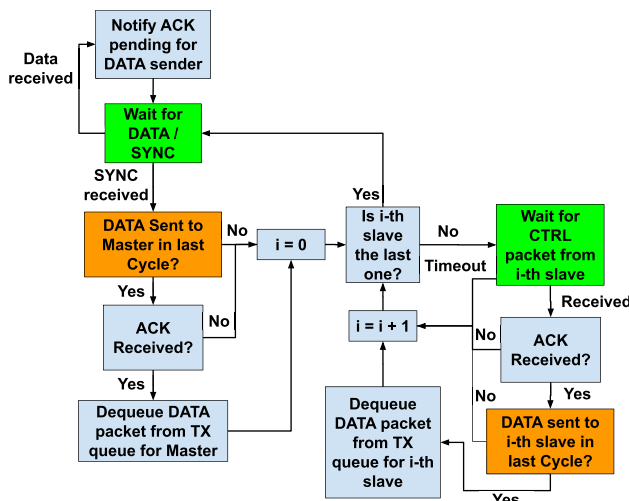 Notify ACK
pending for
DATA sender
Data
received
Wait for
DATA /
SYNC
SYNC
received
DATA Sent to
Master in last
Cycle?
No
Yes
ACK
Received?
No
Yes
Dequeue DATA
packet from TX
queue for Master
i = 0
Yes
Is i-th
slave
the last
one?
No
Timeout
Wait for
CTRL
packet from
i-th slave
Received
i = i + 1
No
ACK
Received?
Yes
No
DATA sent to
i-th slave in
last Cycle?
Yes
Dequeue
DATA packet
from TX
queue for i-th
slave